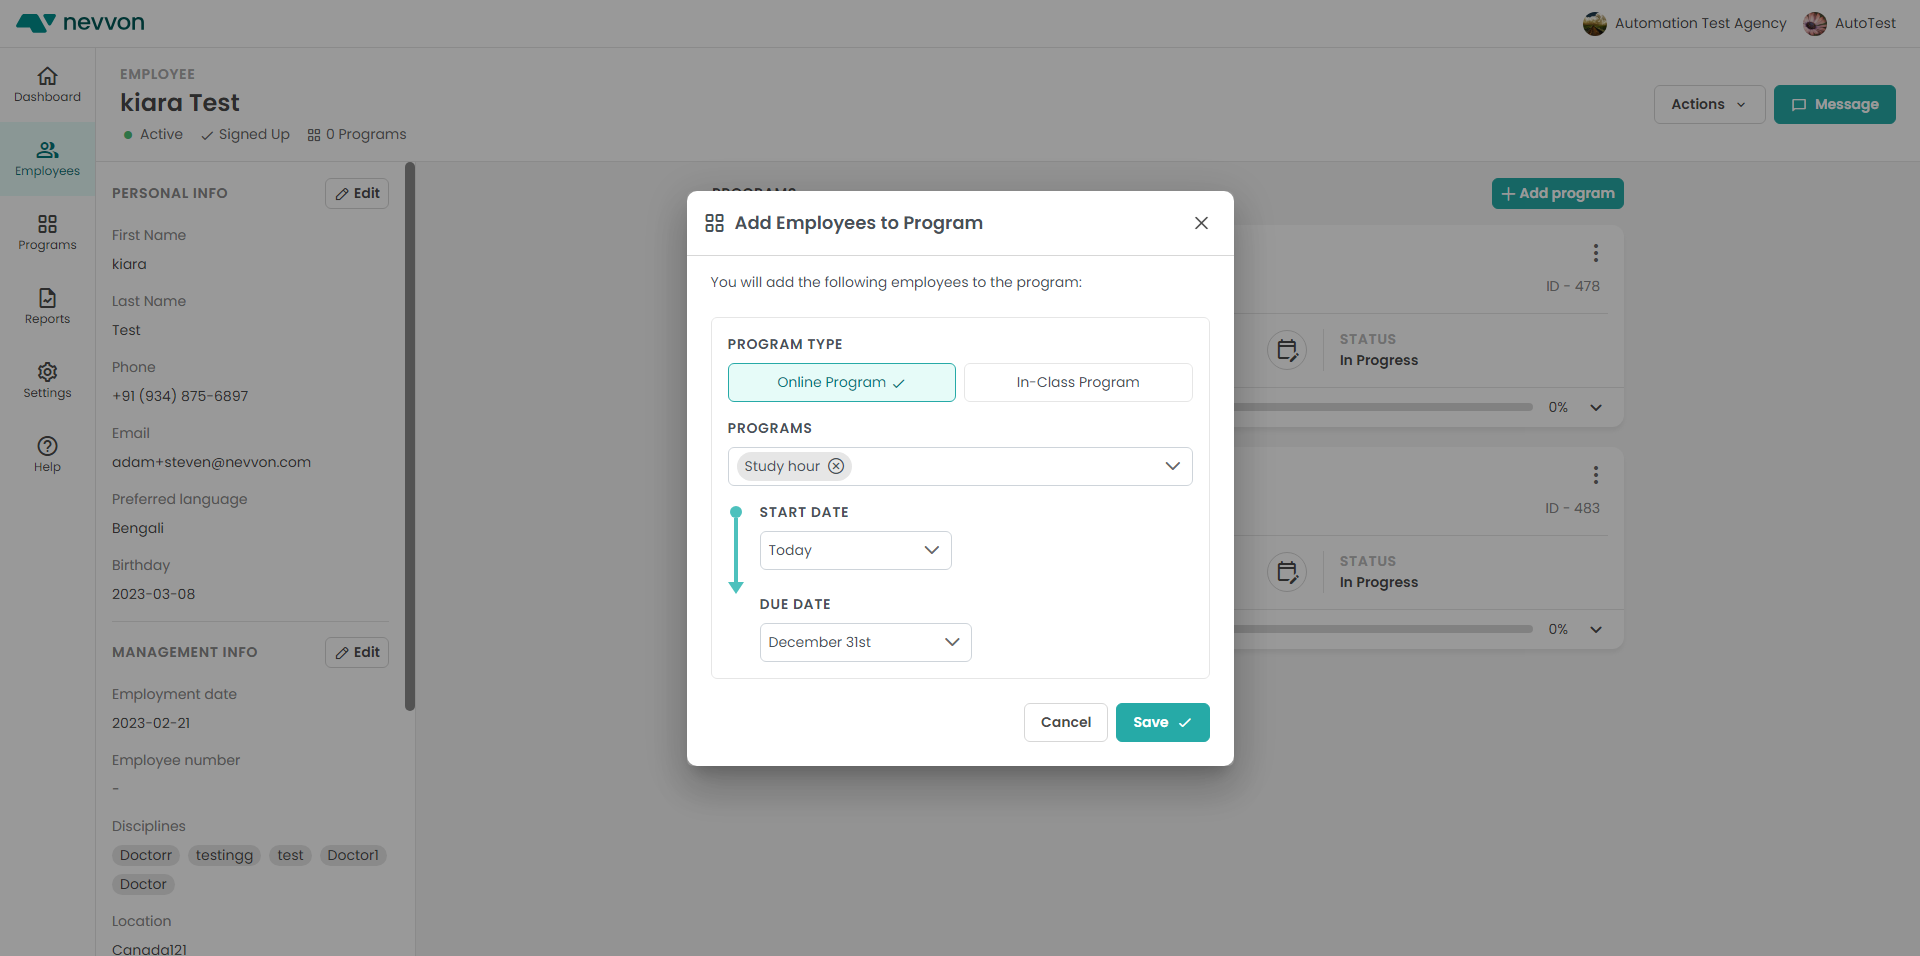 nevvon
Automation Test Agency
AutoTest
Dashboard
Employees
Programs
Reports
Settings
Help
EMPLOYEE
kiara Test
Active
Signed Up
0 Programs
Actions
Message
PERSONAL INFO
Edit
First Name
kiara
Last Name
Test
Phone
+91 (934) 875-6897
Email
adam+steven@nevvon.com
Preferred language
Bengali
Birthday
2023-03-08
MANAGEMENT INFO
Edit
Employment date
2023-02-21
Employee number
-
Disciplines
Doctorr testingg test Doctor1
Doctor
Location
Canada121
PROGRAMS
Add program
ID - 478
STATUS
In Progress
0%
ID - 483
STATUS
In Progress
0%
Add Employees to Program
You will add the following employees to the program:
PROGRAM TYPE
Online Program
In-Class Program
PROGRAMS
Study hour
START DATE
Today
DUE DATE
December 31st
Cancel
Save